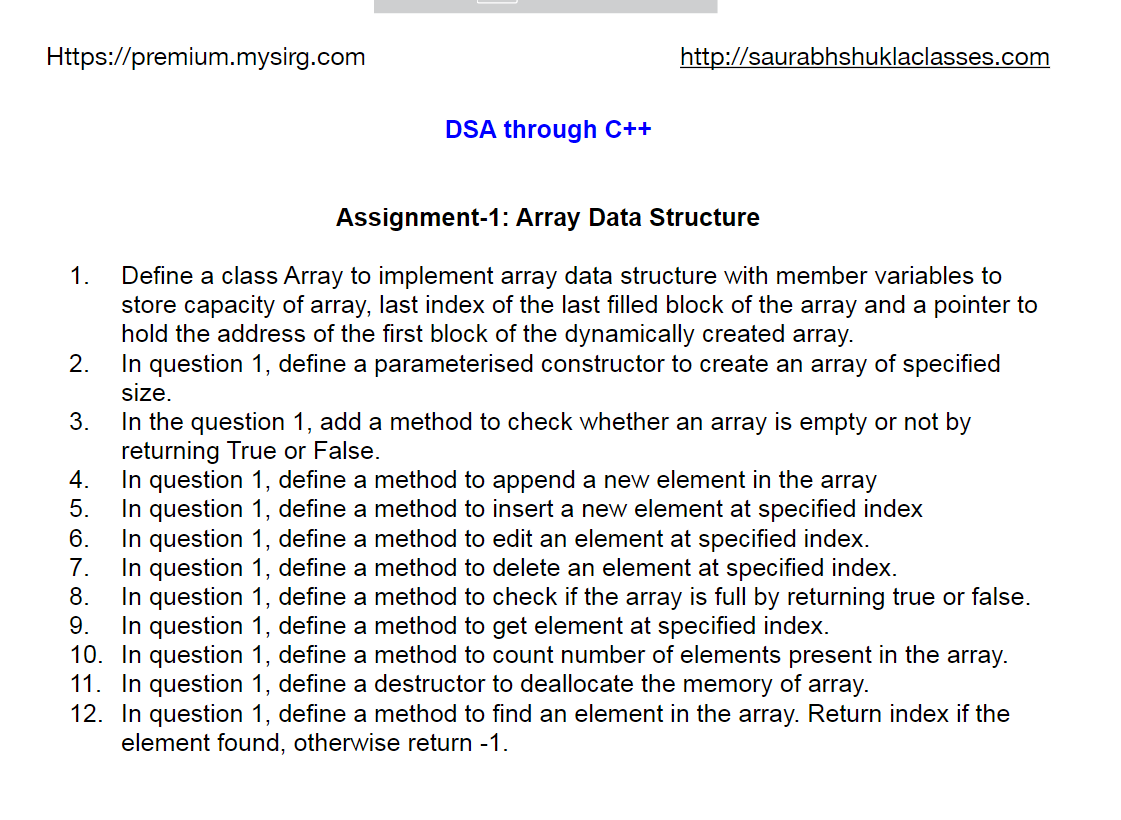 Https://premium.mysirg.com http://saurabhshuklaclasses.com
DSA through C++
Assignment-1: Array Data Structure
1. Define a class Array to implement array data structure with member variables to
store capacity of array, last index of the last filled block of the array and a pointer to
hold the address of the first block of the dynamically created array.
2. In question 1, define a parameterised constructor to create an array of specified
size.
3. In the question 1, add a method to check whether an array is empty or not by
returning True or False.
4. In question 1, define a method to append a new element in the array
5. In question 1, define a method to insert a new element at specified index
6. In question 1, define a method to edit an element at specified index.
7. In question 1, define a method to delete an element at specified index.
8. In question 1, define a method to check if the array is full by returning true or false.
9. In question 1, define a method to get element at specified index.
10. In question 1, define a method to count number of elements present in the array.
11. In question 1, define a destructor to deallocate the memory of array.
12. In question 1, define a method to find an element in the array. Return index if the
element found, otherwise return -1.